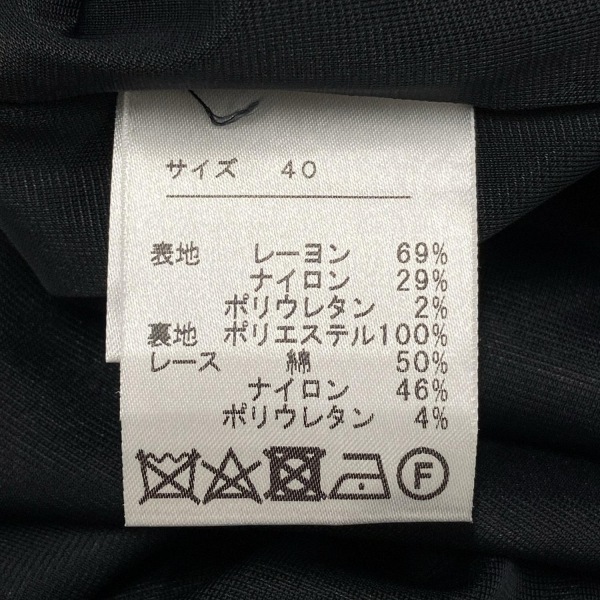 サイズ 40
表地 レーヨン 69%
ナイロン 29%
ポリウレタン 2%
裏地 ポリエステル100%
レース 綿 50%
ナイロン 46%
ポリウレタン 4%
F